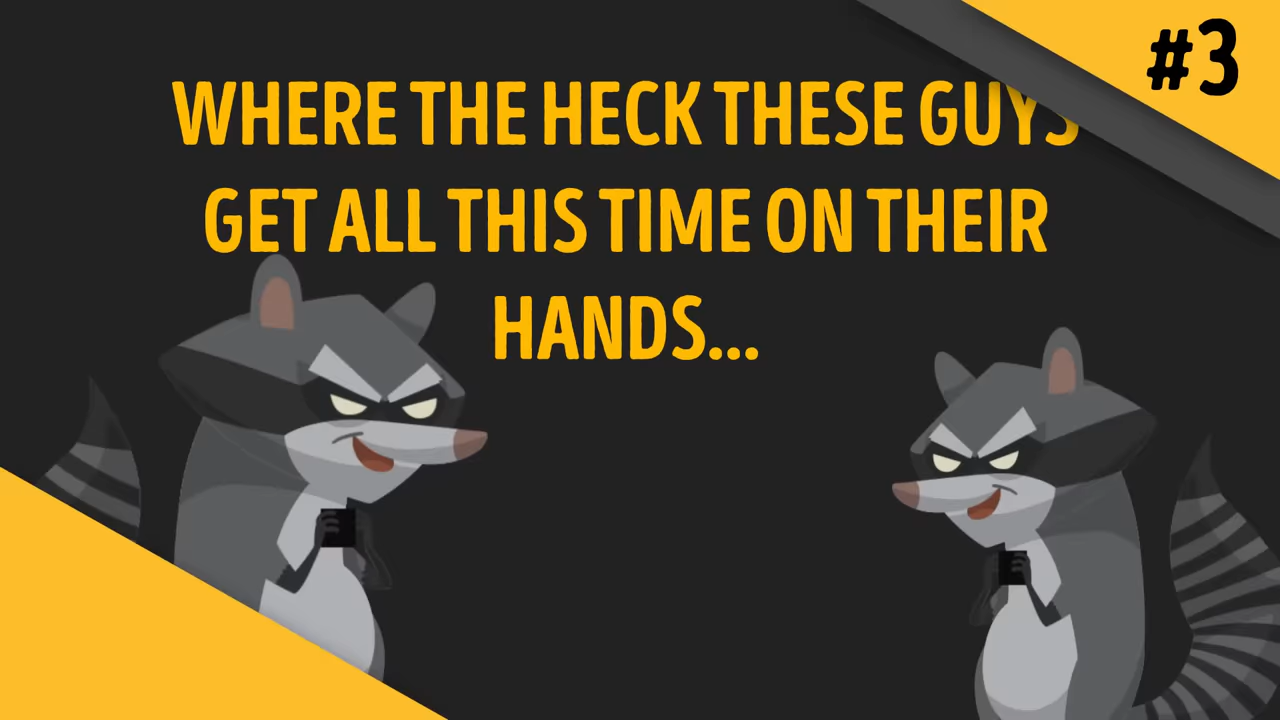 #3
WHERE THE HECK THESE GUYS
GET ALL THIS TIME ON THEIR
HANDS...